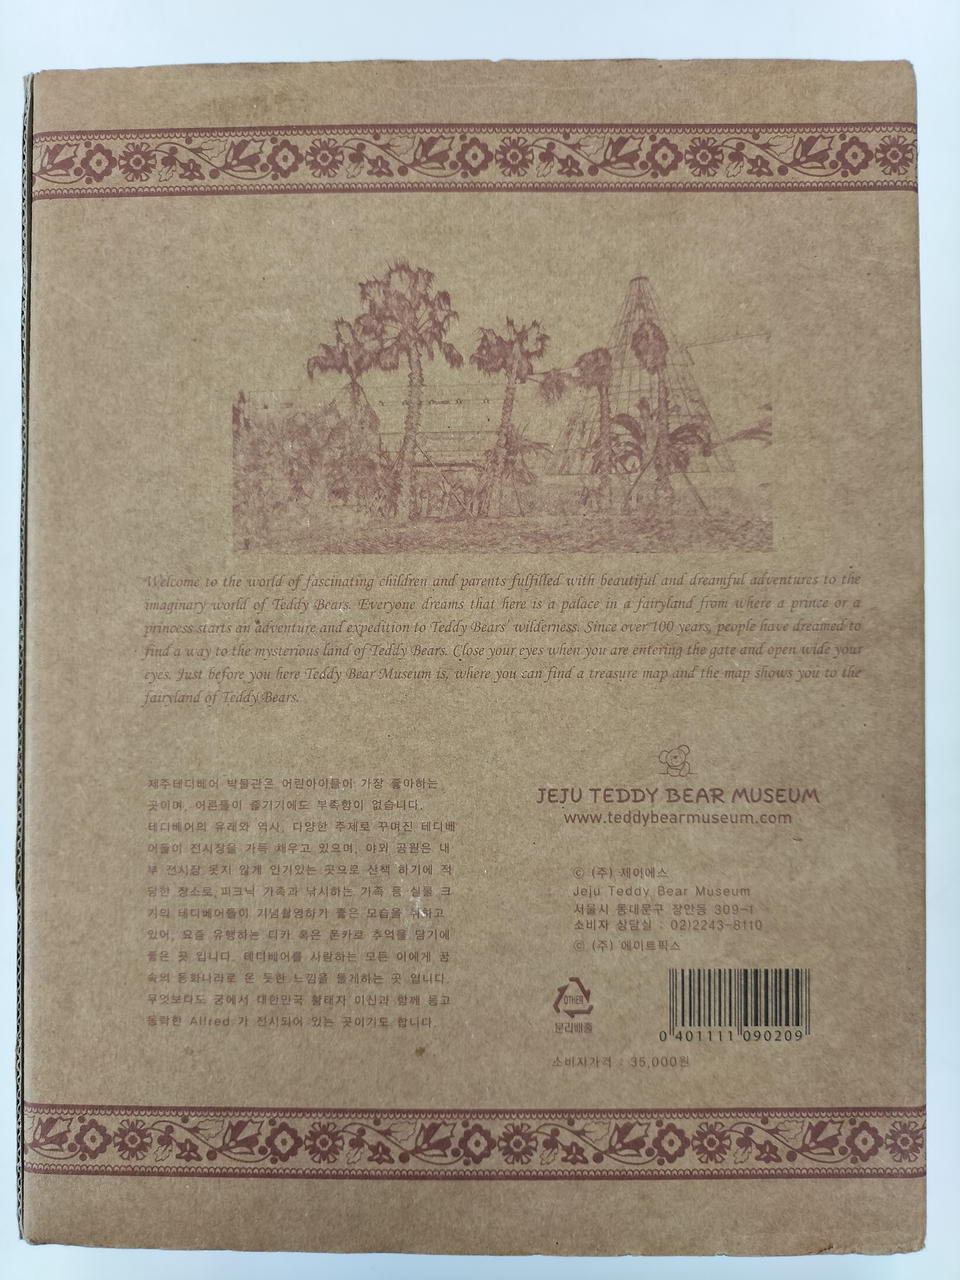 Welcome to the world of fascinating children and parents fulfilled with beautiful and dreamful adventures to the
imaginary world of Teddy Bears. Everyone dreams that here is a palace in a fairyland from where a prince or a
princess starts an adventure and expedition to Teddy Bears' wilderness. Since over 100 years, people have dreamed to
find a way to the mysterious land of Teddy Bears. Close your eyes when you are entering the gate and open wide your
eyes. Just before you here Teddy Bear Museum is, where you can find a treasure map and the map shows you to the
fairyland of Teddy Bears.
제주테디베어 박물관은 어린아이들이 가장 좋아하는
곳이며, 어른들이 즐기기에도 부족함이 없습니다.
테디베어의 유래와 역사, 다양한 주제로 꾸며진 테디베
어들이 전시장을 가득 채우고 있으며, 야외 공원은 내
부 전시장 못지 않게 인기있는 곳으로 산책 하기에 적
당한 장소로, 피크닉 가족과 낚시하는 가족 등 실물 크
기의 테디베어들이 기념촬영하기 좋은 모습을 취하고
있어, 요즘 유행하는 디카 혹은 폰카로 추억을 담기에
좋은 곳 입니다. 테디베어를 사랑하는 모든 이에게 꿈
속의 동화나라로 온 듯한 느낌을 들게하는 곳 입니다.
무엇보다도 궁에서 대한민국 황태자 이신과 함께 동고
동락한 Alfred 가 전시되어 있는 곳이기도 합니다.
JEJU TEDDY BEAR MUSEUM
www.teddybearmuseum.com
© (주) 제이에스
Jeju Teddy Bear Museum
서울시 동대문구 장안동 309-1
소비자 상담실 : 02)2243-8110
© (주) 에이트픽스
OTHER
분리배출
0 401111 090209
소비자가격 : 35,000원